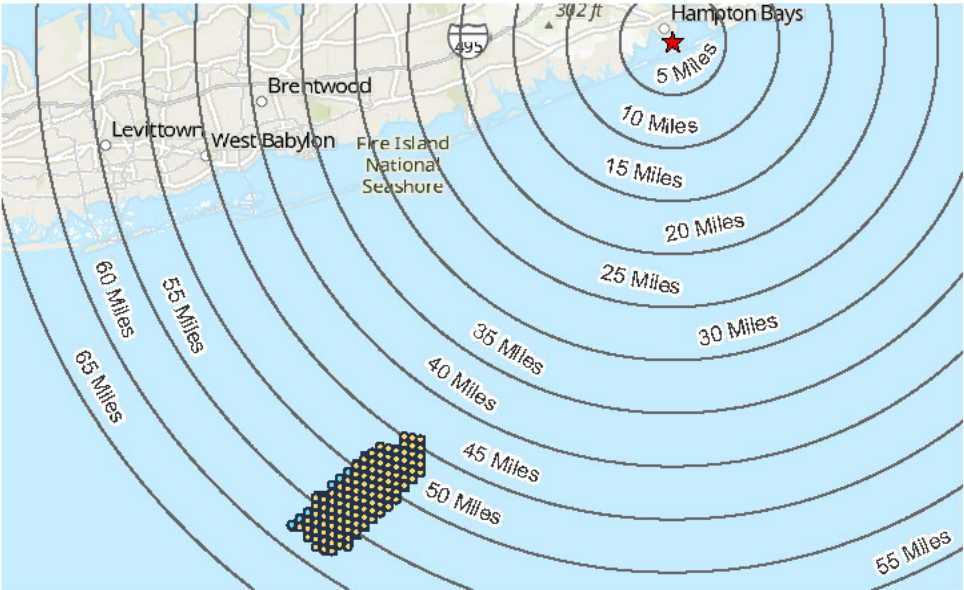 302 ft
Hampton Bays
495
5 Miles
Brentwood
10 Miles
Levittown
West Babylon
Fire Island
National
Seashore
15 Miles
20 Miles
25 Miles
60 Miles
55 Miles
30 Miles
35 Miles
65 Miles
40 Miles
45 Miles
50 Miles
55 Miles